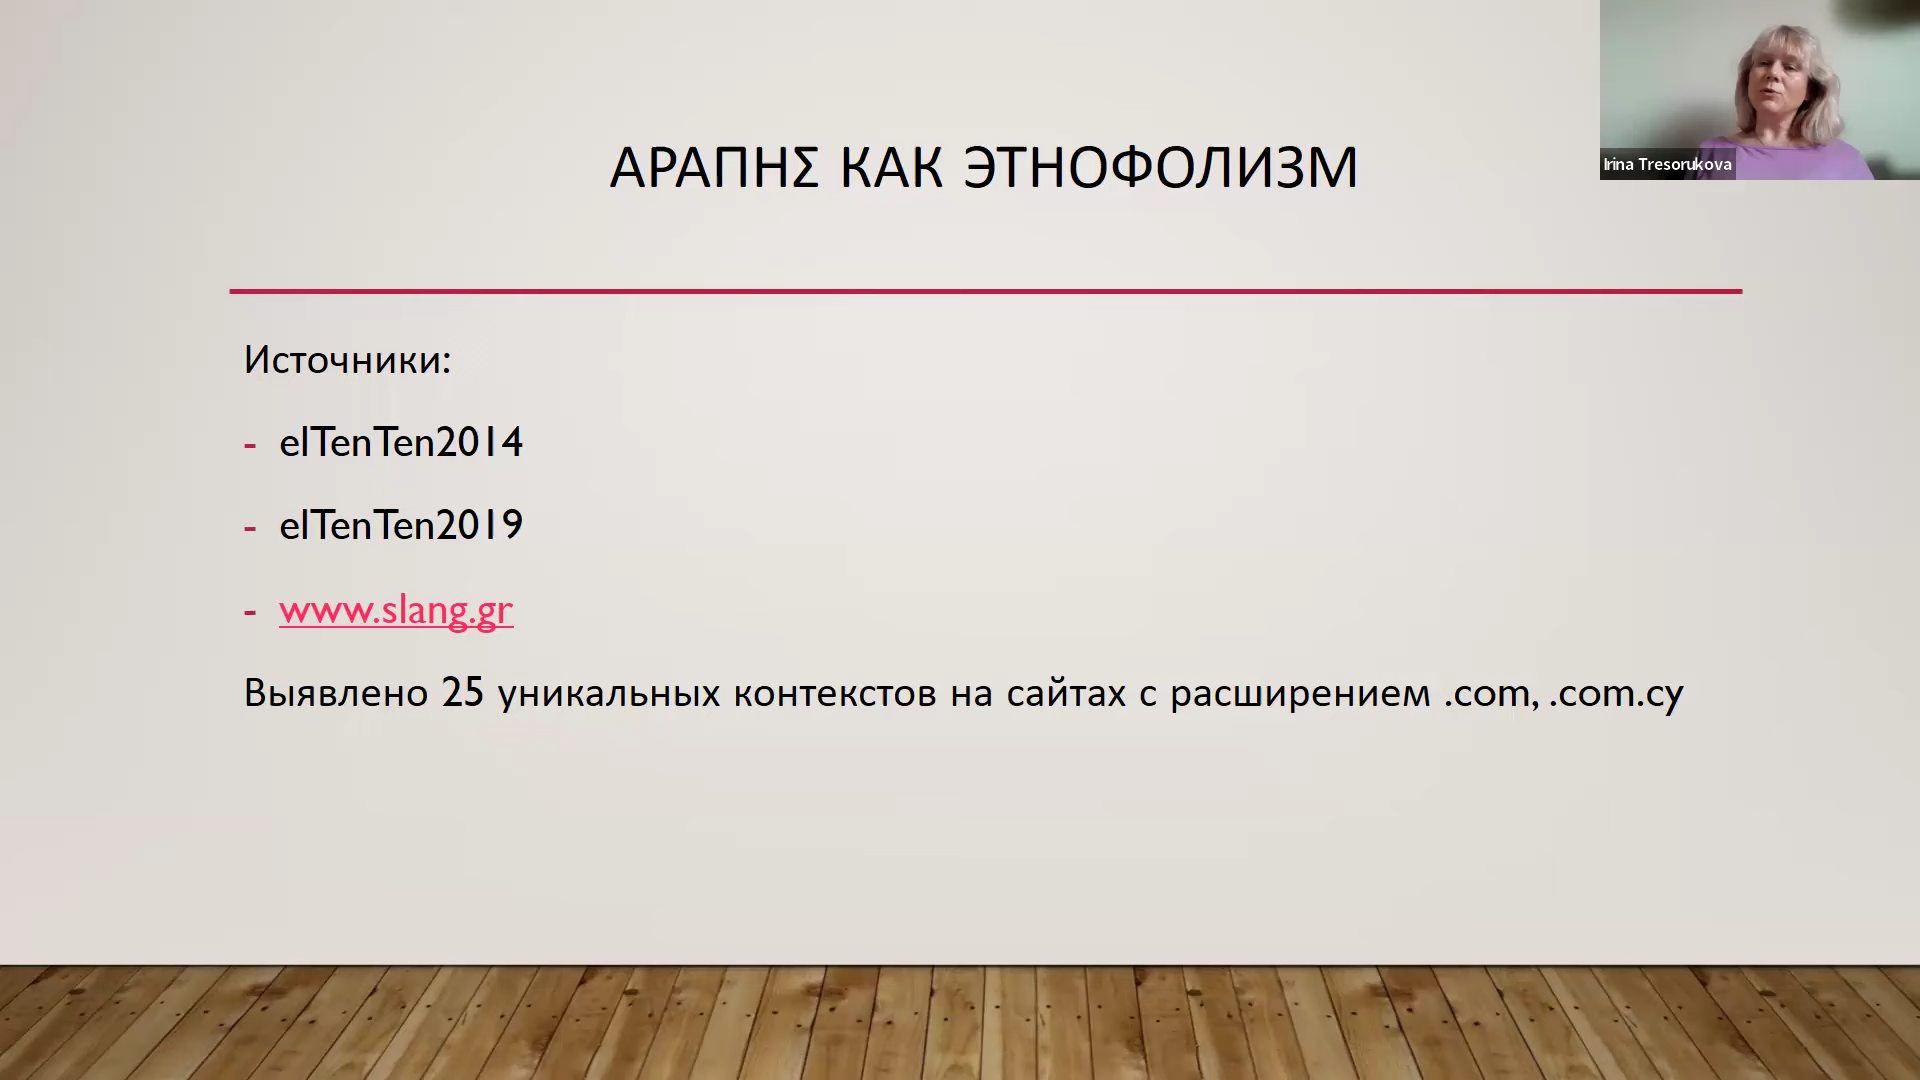 ΑΡΑΠΗΣ КАК ЭТНОФОЛИЗМ
Irina Tresorukova
Источники:
- elTenTen2014
- elTenTen2019
- www.slang.gr
Выявлено 25 уникальных контекстов на сайтах с расширением .com, .com.cy